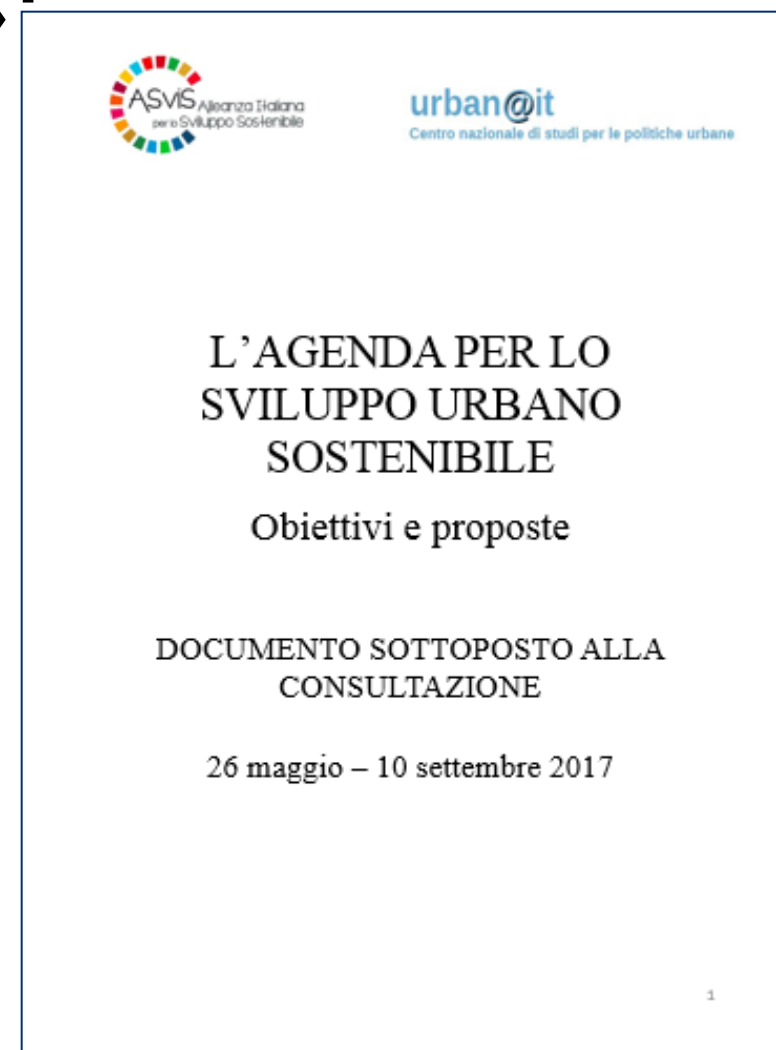 ASviS Alleanza Italiana
per lo Sviluppo Sostenibile
urban@it
Centro nazionale di studi per le politiche urbane
L’AGENDA PER LO
SVILUPPO URBANO
SOSTENIBILE
Obiettivi e proposte
DOCUMENTO SOTTOPOSTO ALLA
CONSULTAZIONE
26 maggio – 10 settembre 2017
1